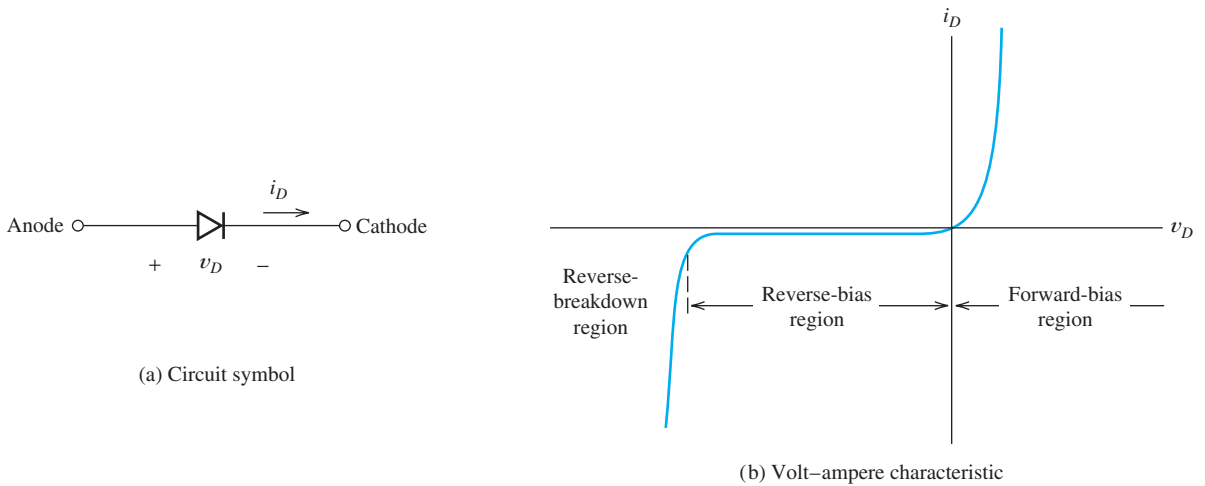 i_D
Anode
Cathode
+ v_D −
(a) Circuit symbol
i_D
v_D
Reverse-
breakdown
region
Reverse-bias
region
Forward-bias
region
(b) Volt–ampere characteristic